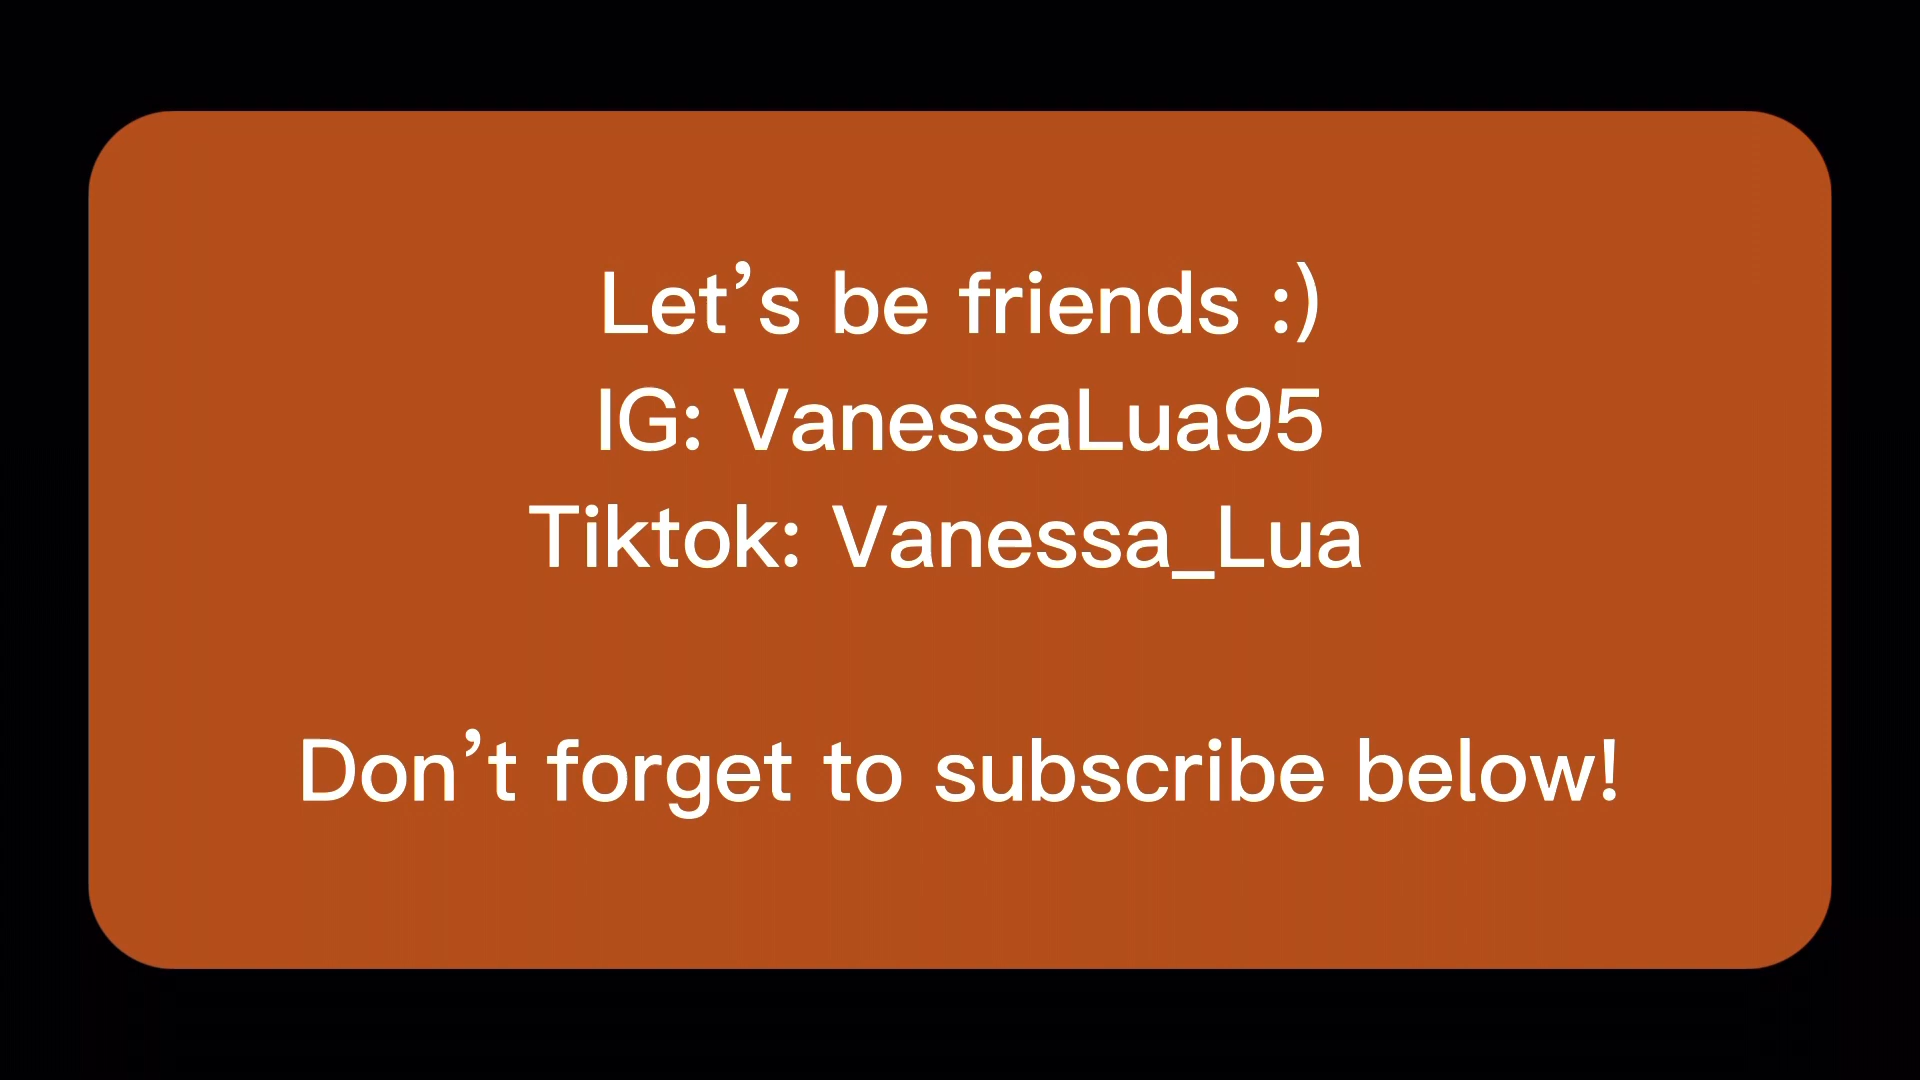 Let’s be friends :)
IG: VanessaLua95
Tiktok: Vanessa_Lua
Don’t forget to subscribe below!